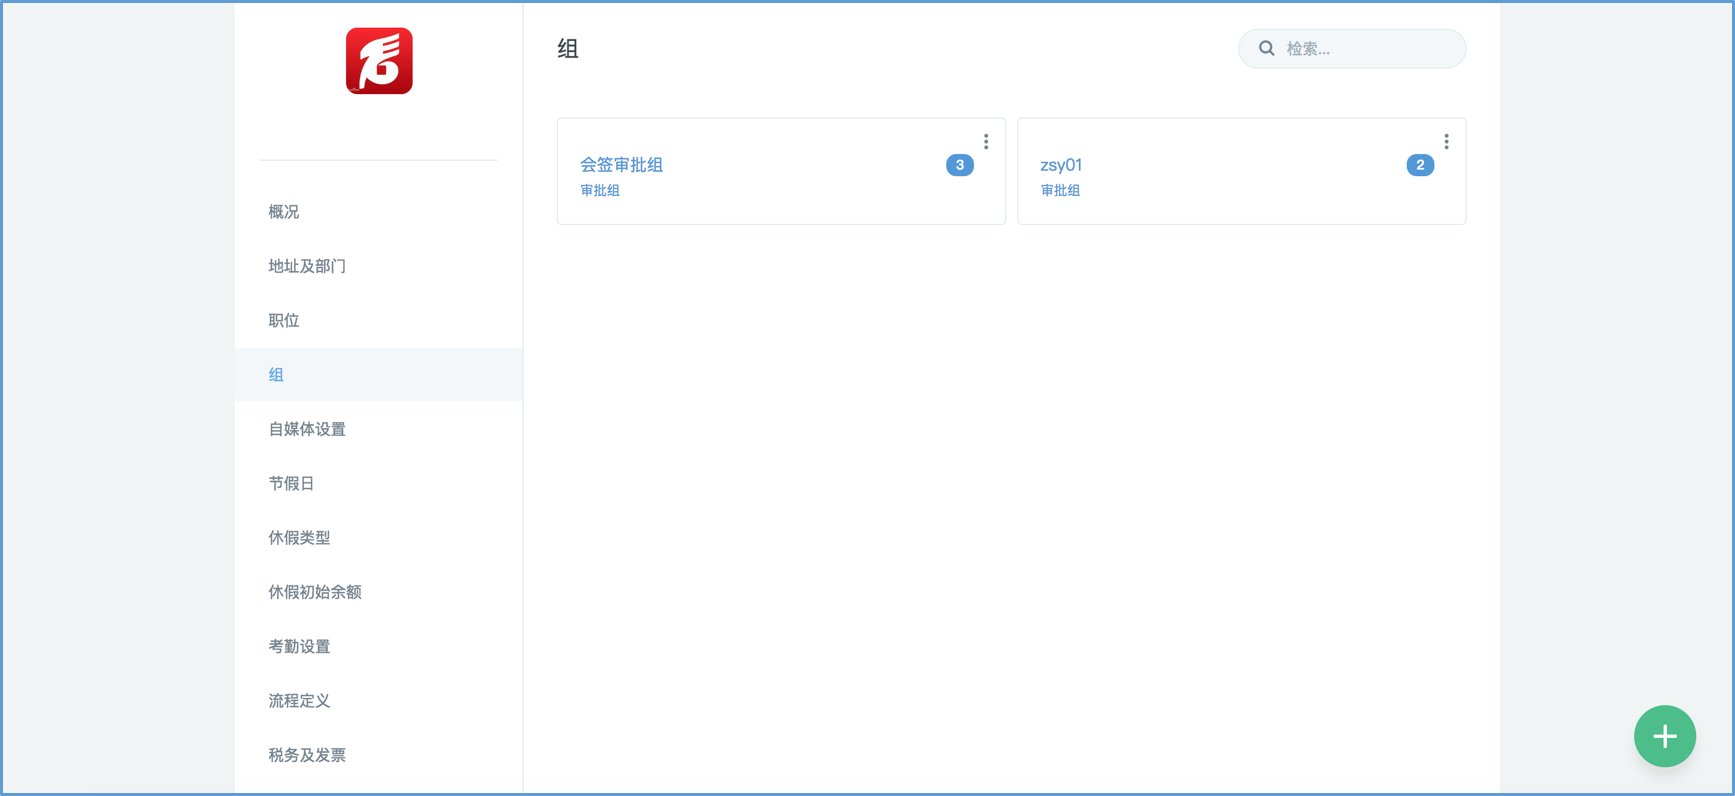 组
检索...
会签审批组
3
审批组
zsy01
2
审批组
概况
地址及部门
职位
组
自媒体设置
节假日
休假类型
休假初始余额
考勤设置
流程定义
税务及发票